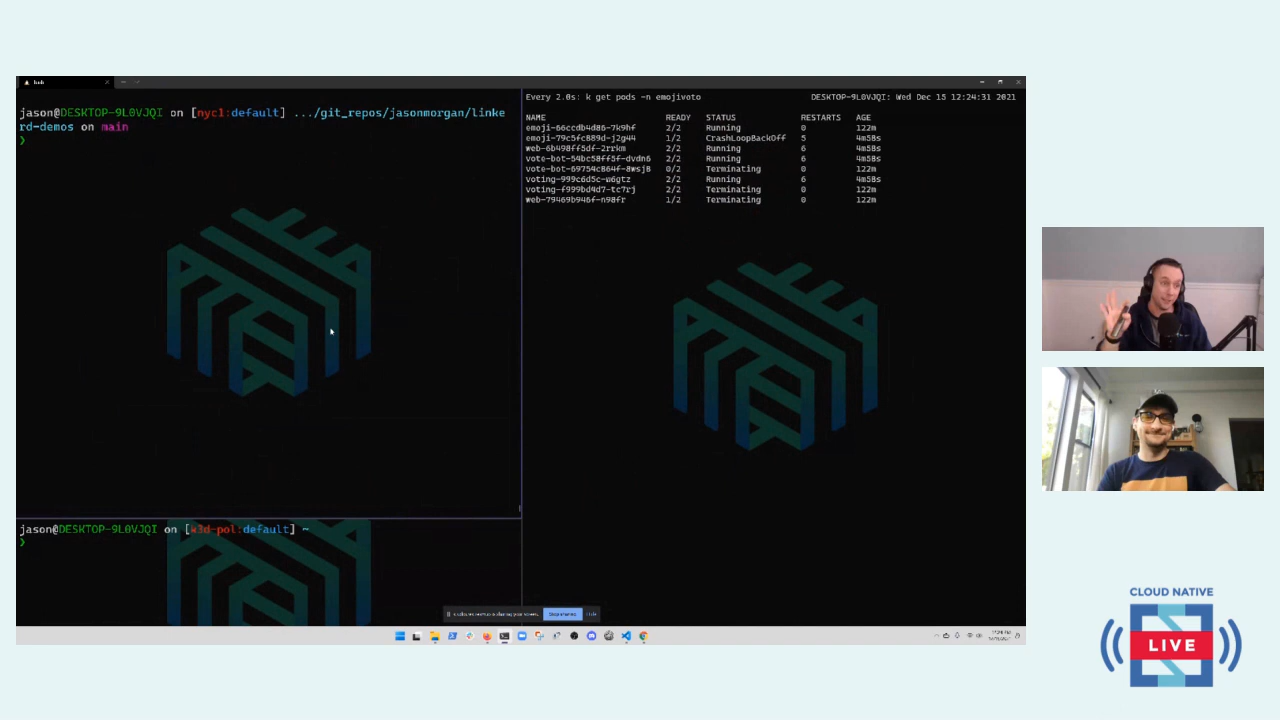 jason@DESKTOP-9L0VJQI on [nyc1:default] .../git_repos/jasonmorgan/linke
rd-demos on main
❯
Every 2.0s: k get pods -n emojivoto DESKTOP-9L0VJQI: Wed Dec 15 12:24:31 2021
NAME READY STATUS RESTARTS AGE
emoji-66ccdb4d86-7k9hf 2/2 Running 0 122m
emoji-79c5fc889d-j2g44 1/2 CrashLoopBackOff 5 4m58s
web-6b498ff5df-2rrkm 2/2 Running 6 4m58s
vote-bot-54bc58ff5f-dvdn6 2/2 Running 6 4m58s
vote-bot-69754c864f-8wsj8 0/2 Terminating 0 122m
voting-999c6d5c-w6gtz 2/2 Running 6 4m58s
voting-f999bd4d7-tc7rj 2/2 Terminating 0 122m
web-79469b946f-n98fr 1/2 Terminating 0 122m
jason@DESKTOP-9L0VJQI on [k3d-pol:default] ~
❯
CLOUD NATIVE
LIVE